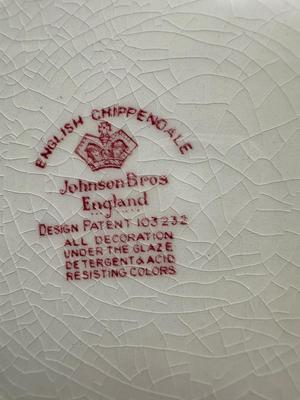 ENGLISH CHIPPENDALE
Johnson Bros
England
DESIGN PATENT 103232
ALL DECORATION
UNDER THE GLAZE
DETERGENT & ACID
RESISTING COLORS